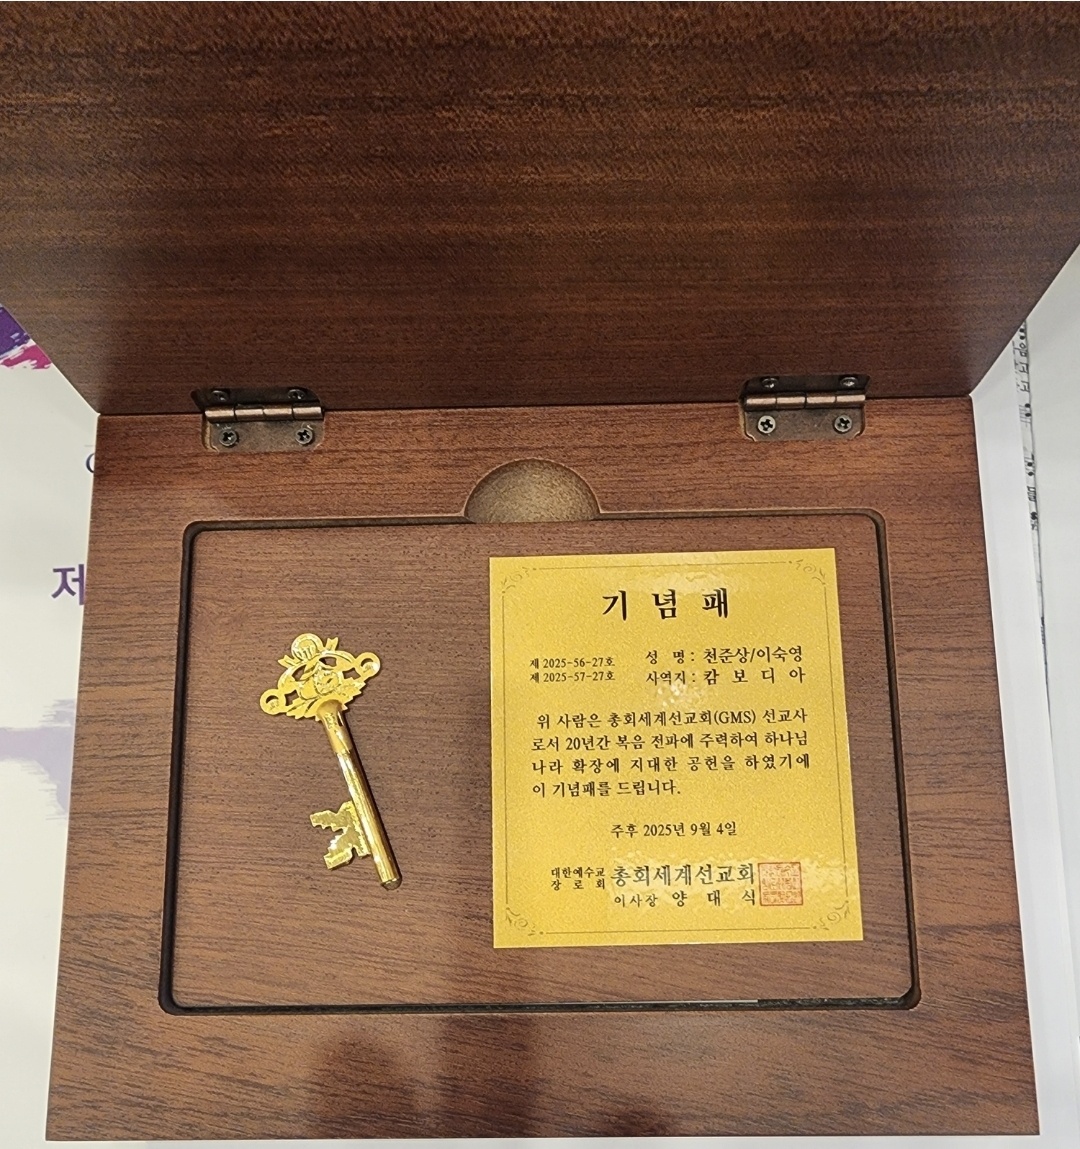 기념패
제 2025-56-27호
제 2025-57-27호
성 명 : 천준상/이숙영
사역지 : 캄 보 디 아
위 사람은 총회세계선교회(GMS) 선교사
로서 20년간 복음 전파에 주력하여 하나님
나라 확장에 지대한 공헌을 하였기에
이 기념패를 드립니다.
주후 2025년 9월 4일
대한예수교
장 로 회
총회세계선교회
이사장 양 대 식
제